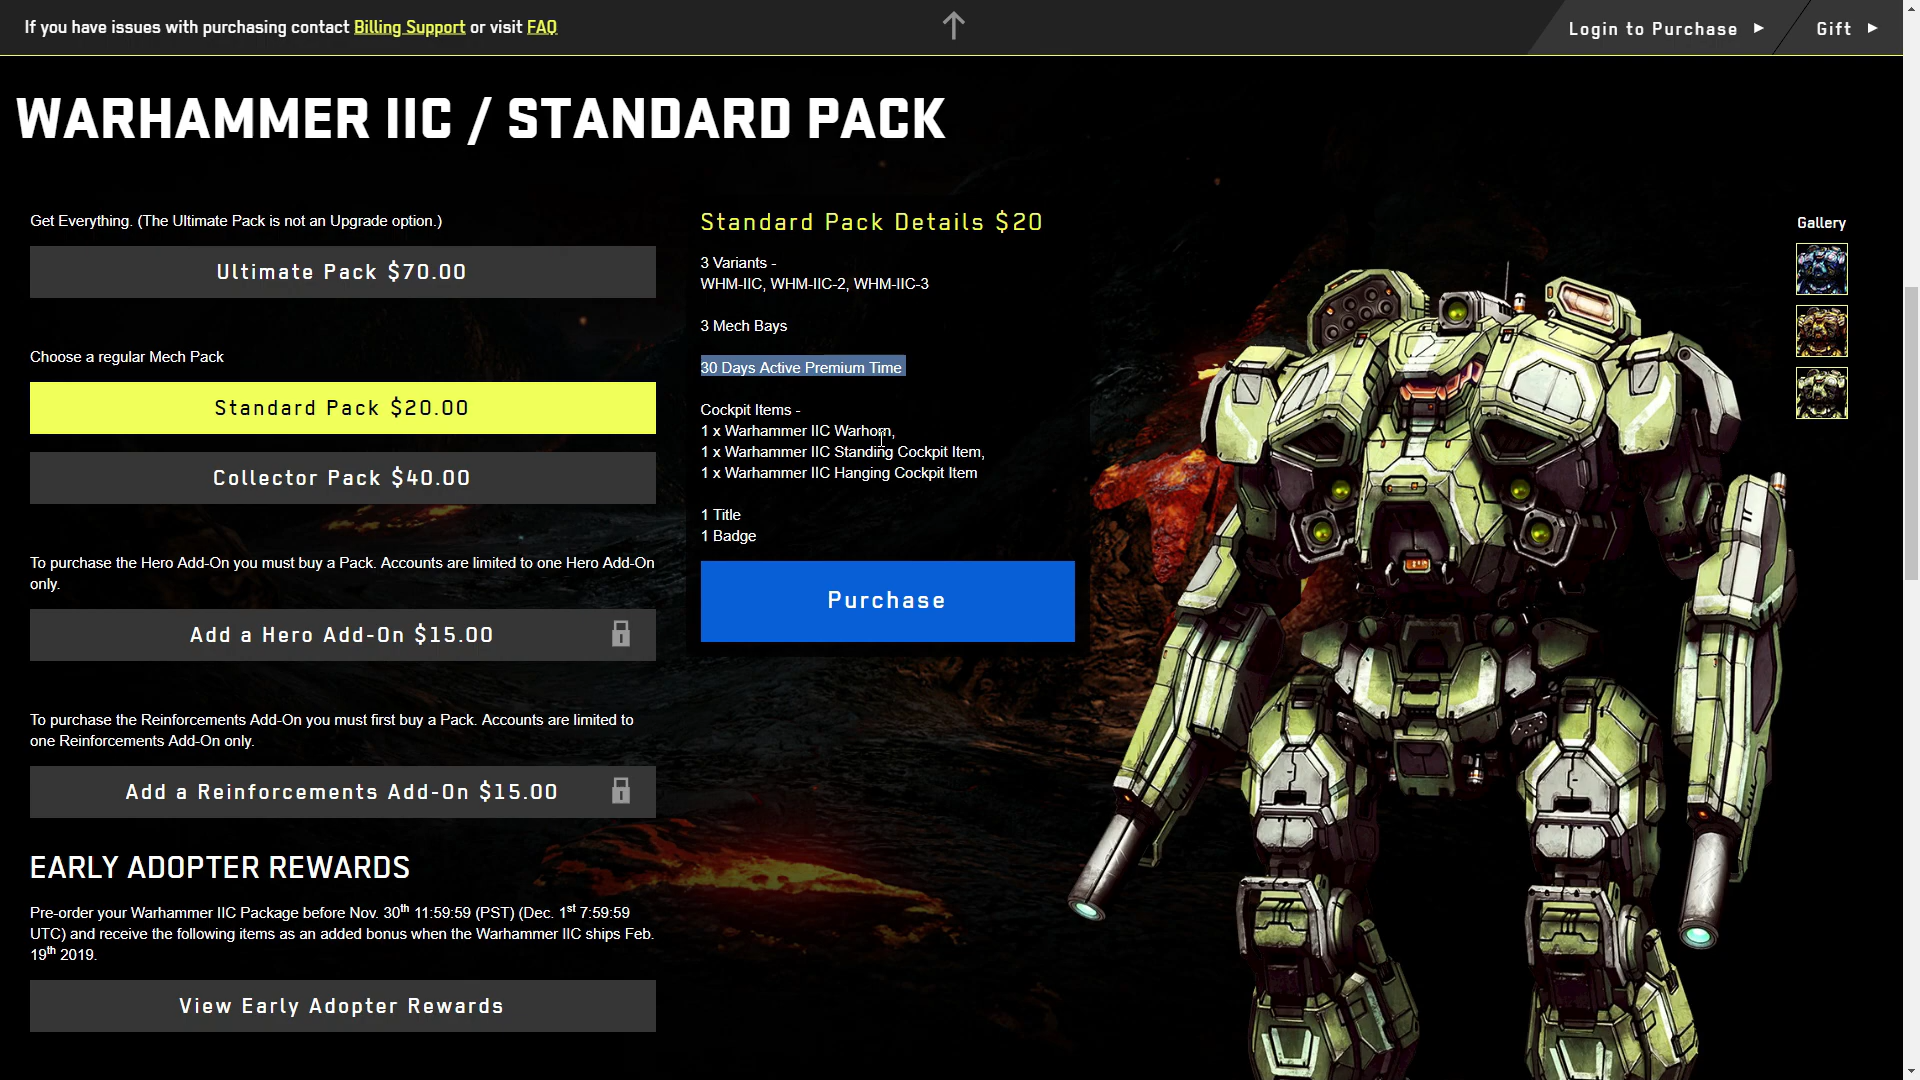 If you have issues with purchasing contact Billing Support or visit FAQ
Login to Purchase
Gift
WARHAMMER IIC / STANDARD PACK
Get Everything. (The Ultimate Pack is not an Upgrade option.)
Ultimate Pack $70.00
Choose a regular Mech Pack
Standard Pack $20.00
Collector Pack $40.00
To purchase the Hero Add-On you must buy a Pack. Accounts are limited to one Hero Add-On
only.
Add a Hero Add-On $15.00
To purchase the Reinforcements Add-On you must first buy a Pack. Accounts are limited to
one Reinforcements Add-On only.
Add a Reinforcements Add-On $15.00
EARLY ADOPTER REWARDS
Pre-order your Warhammer IIC Package before Nov. 30th 11:59:59 (PST) (Dec. 1st 7:59:59
UTC) and receive the following items as an added bonus when the Warhammer IIC ships Feb.
19th 2019.
View Early Adopter Rewards
Standard Pack Details $20
3 Variants -
WHM-IIC, WHM-IIC-2, WHM-IIC-3
3 Mech Bays
30 Days Active Premium Time
Cockpit Items -
1 x Warhammer IIC Warhorn,
1 x Warhammer IIC Standing Cockpit Item,
1 x Warhammer IIC Hanging Cockpit Item
1 Title
1 Badge
Purchase
Gallery